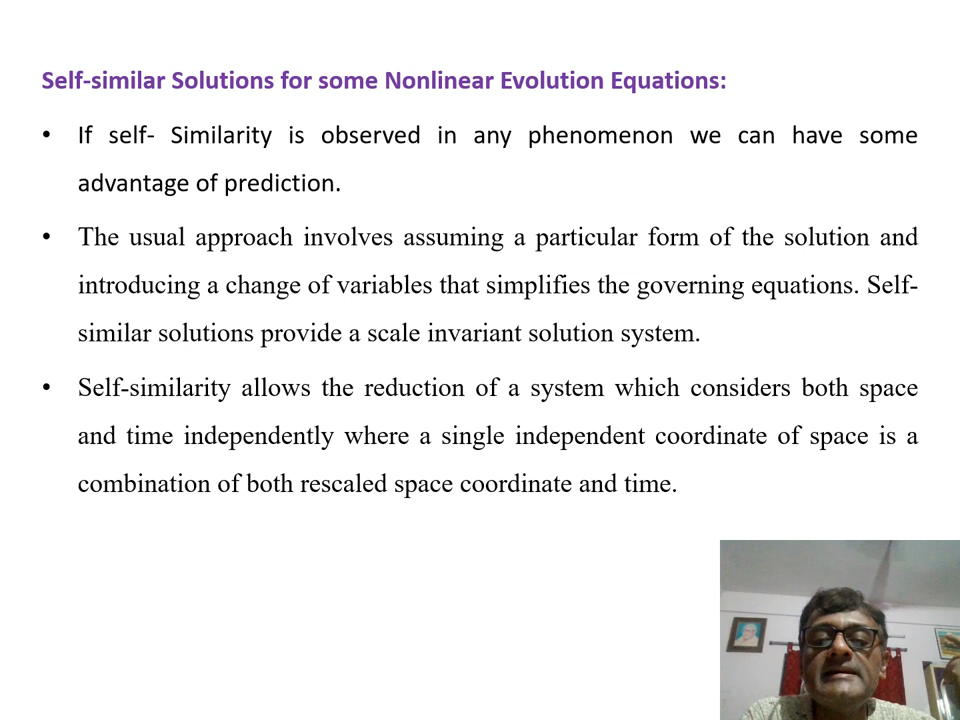 Self-similar Solutions for some Nonlinear Evolution Equations:
• If self- Similarity is observed in any phenomenon we can have some
advantage of prediction.
• The usual approach involves assuming a particular form of the solution and
introducing a change of variables that simplifies the governing equations. Self-
similar solutions provide a scale invariant solution system.
• Self-similarity allows the reduction of a system which considers both space
and time independently where a single independent coordinate of space is a
combination of both rescaled space coordinate and time.